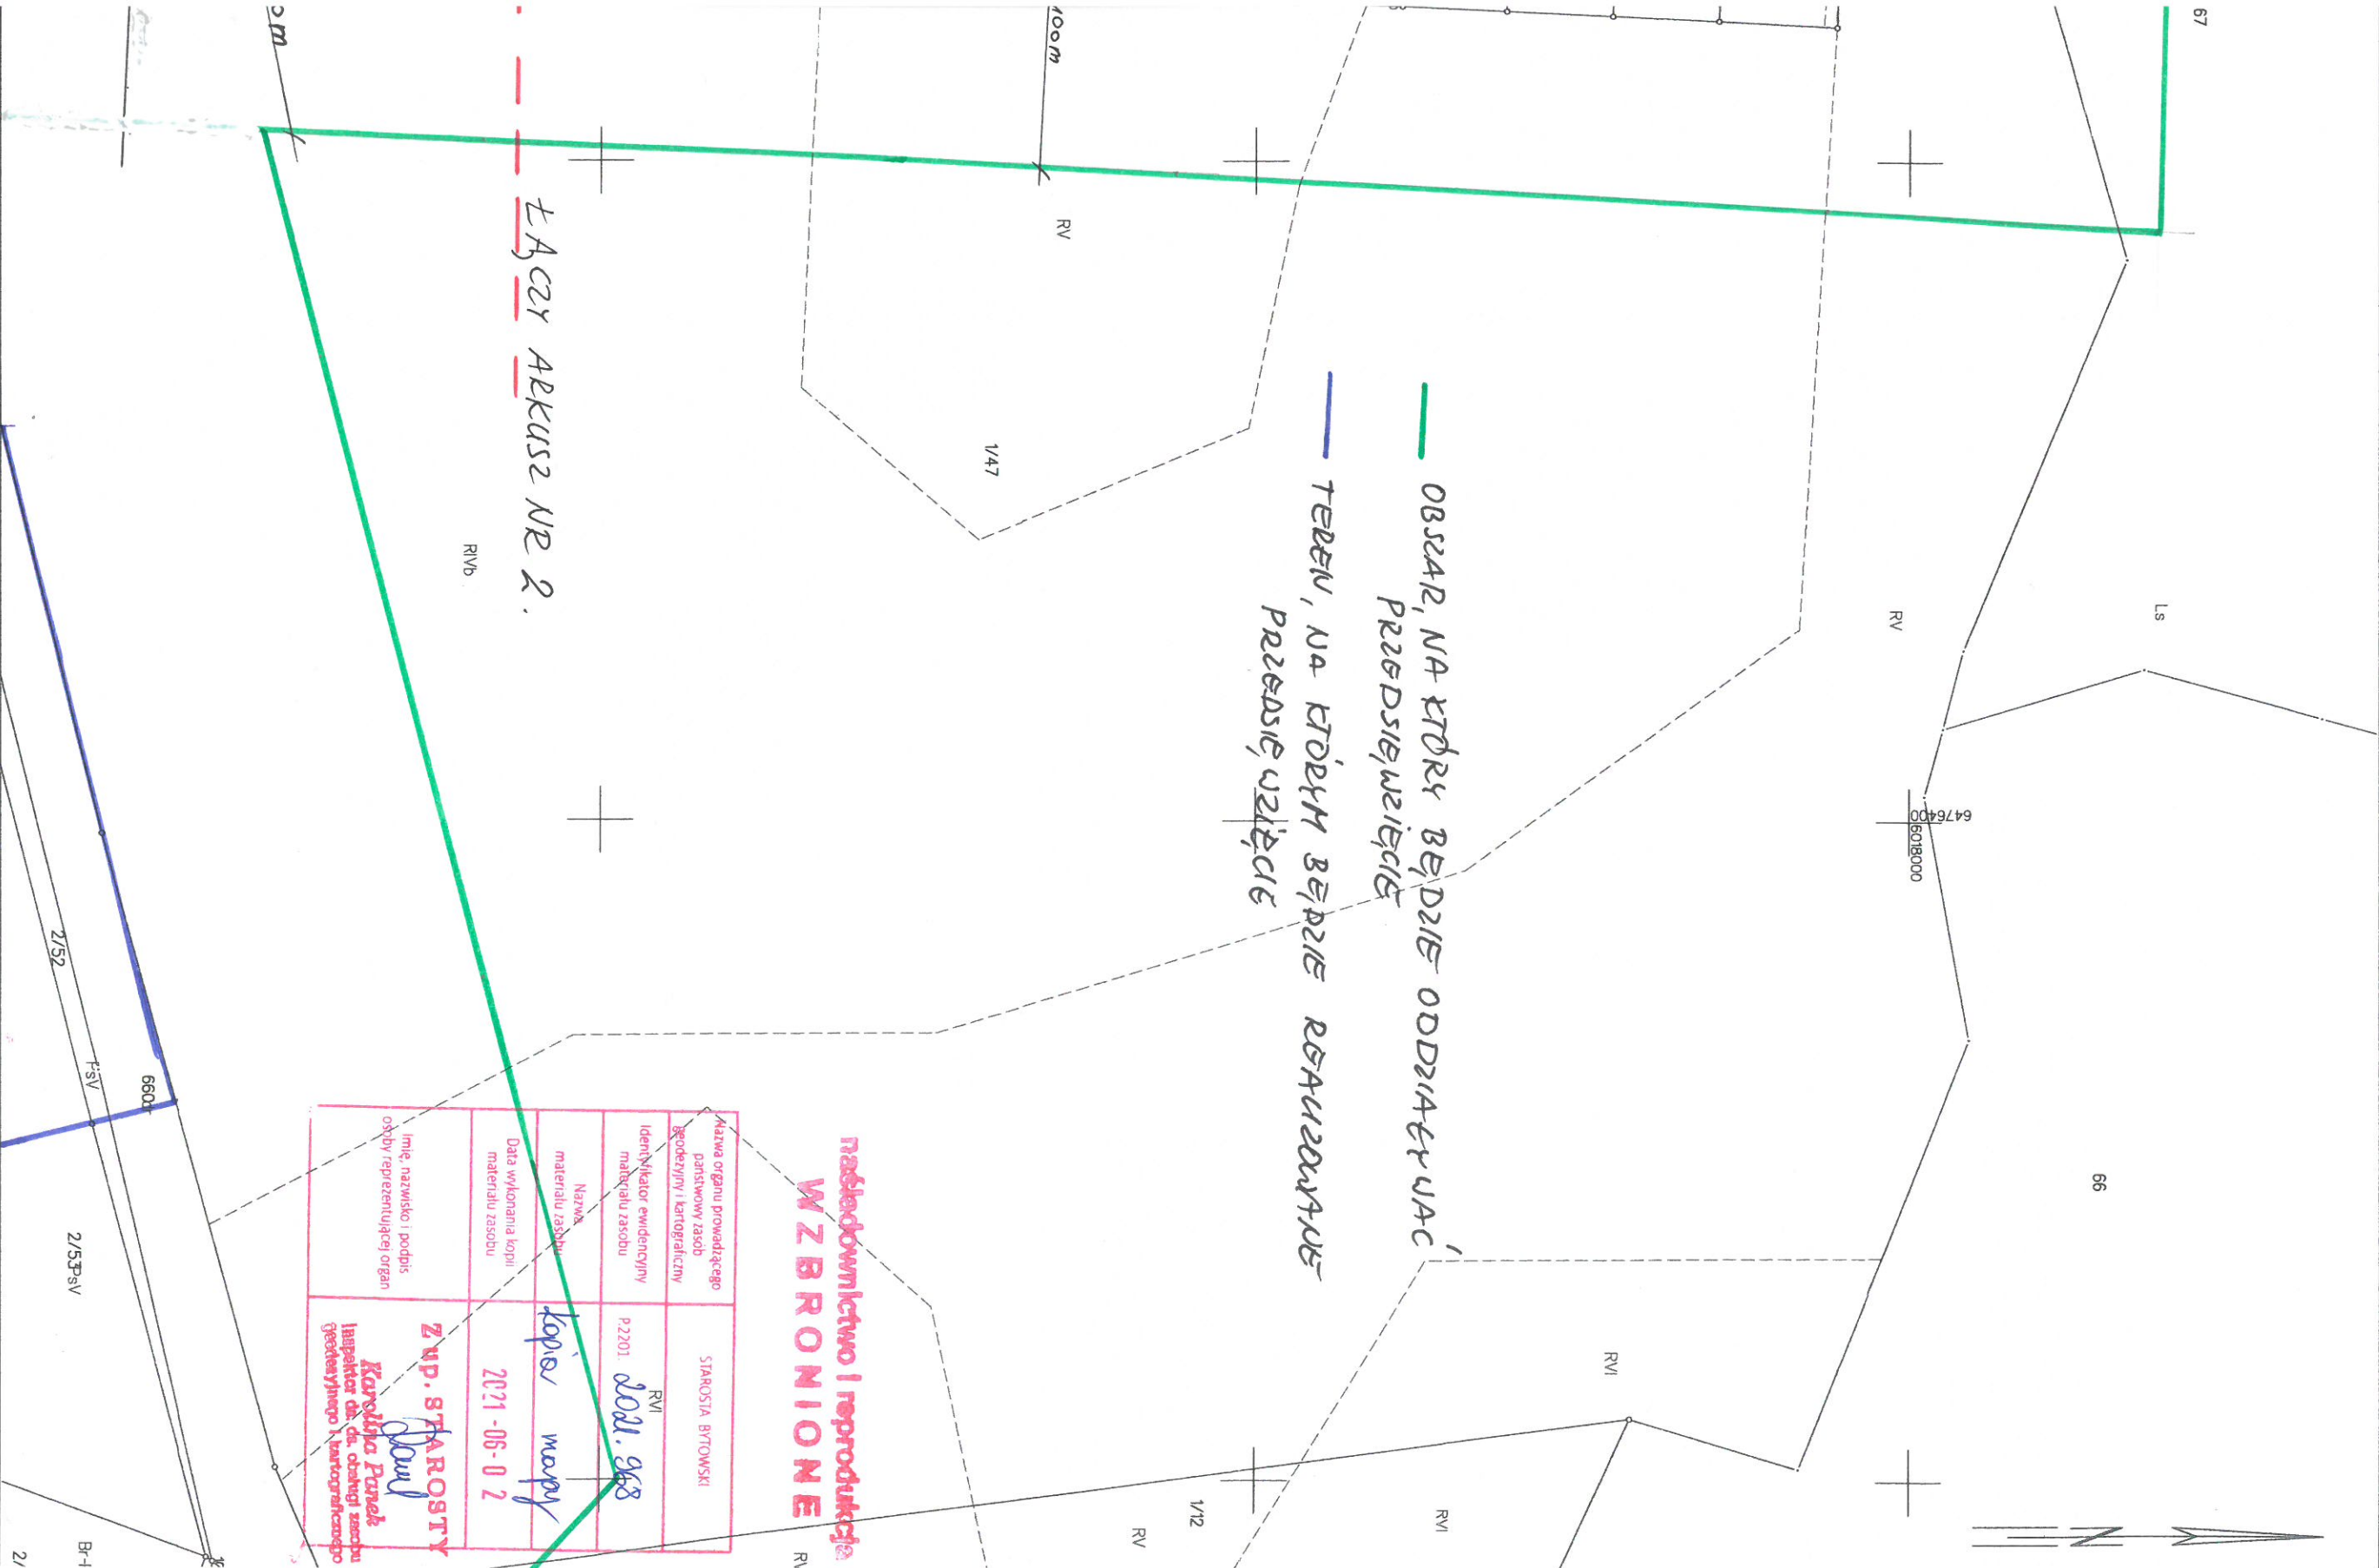 67
Ls
66
6476400
6018000
RV
RVI
RVI
1/12
RV
RV
100m
1/47
OBSZAR, NA KTÓRY BĘDZIE ODDZIAŁYWAĆ
PRZEDSIĘWZIĘCIE
TEREN, NA KTÓRYM BĘDZIE REALIZOWANE
PRZEDSIĘWZIĘCIE
ŁĄCZY ARKUSZ NR 2.
RIVb
naśladownictwo i reprodukcja
WZBRONIONE
Nazwa organu prowadzącego
państwowy zasób
geodezyjny i kartograficzny
STAROSTA BYTOWSKI
Identyfikator ewidencyjny
materiału zasobu
P.2201. 2021.968
RVI
Nazwa
materiału zasobu
kopia mapy
Data wykonania kopii
materiału zasobu
2021-06-02
Imię, nazwisko i podpis
osoby reprezentującej organ
Z up. STAROSTY
Karolina Panek
Inspektor ds. obsługi zasobu
geodezyjnego i kartograficznego
2/52
PsV
660dr
2/53PsV